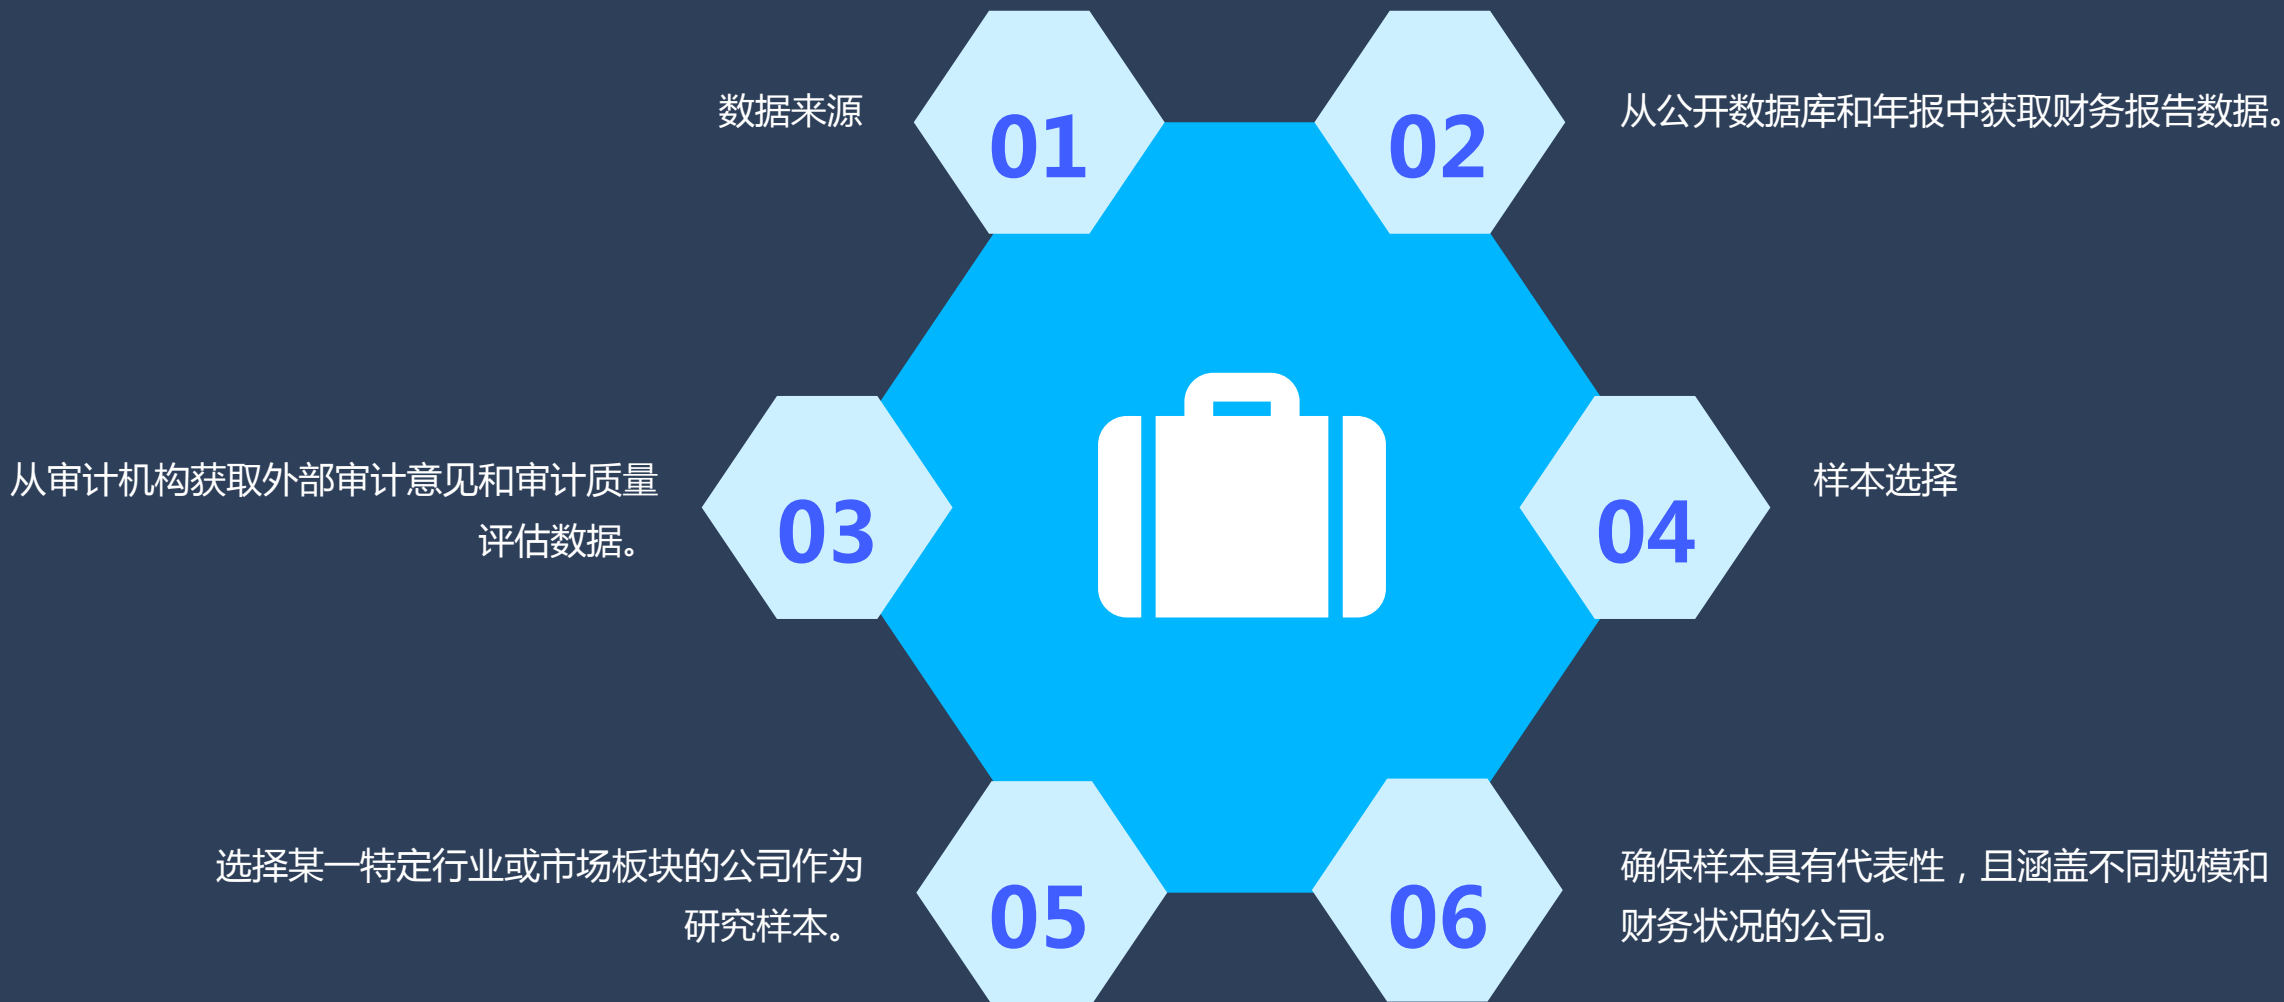 数据来源
01
02
从公开数据库和年报中获取财务报告数据。
从审计机构获取外部审计意见和审计质量
评估数据。
03
04
样本选择
选择某一特定行业或市场板块的公司作为
研究样本。
05
06
确保样本具有代表性，且涵盖不同规模和
财务状况的公司。